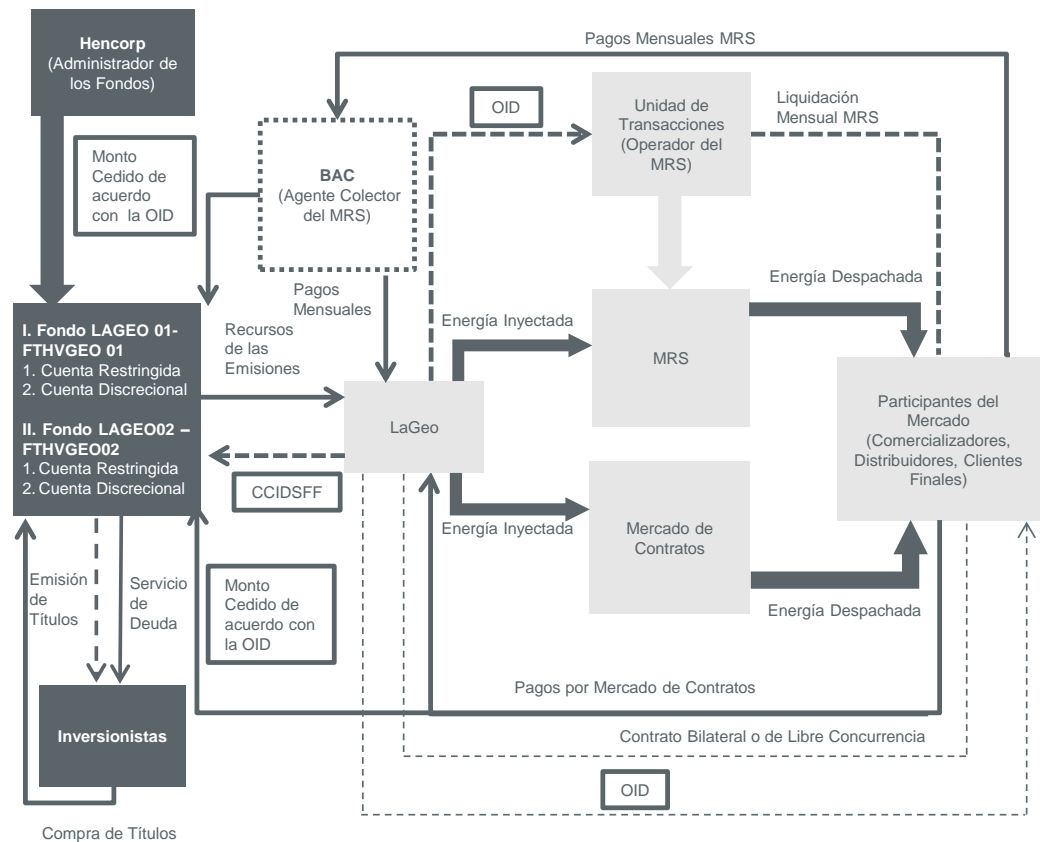 Hencorp
(Administrador de
los Fondos)
Pagos Mensuales MRS
OID
Unidad de
Transacciones
(Operador del
MRS)
Liquidación
Mensual MRS
Monto
Cedido de
acuerdo
con la OID
BAC
(Agente Colector
del MRS)
Pagos
Mensuales
Energía Despachada
I. Fondo LAGEO 01-
FTHVGEO 01
1. Cuenta Restringida
2. Cuenta Discrecional
II. Fondo LAGEO02 –
FTHVGEO02
1. Cuenta Restringida
2. Cuenta Discrecional
Recursos
de las
Emisiones
Energía Inyectada
MRS
LaGeo
Participantes del
Mercado
(Comercializadores,
Distribuidores, Clientes
Finales)
CCIDSFF
Energía Inyectada
Mercado de
Contratos
Energía Despachada
Emisión
de
Títulos
Servicio
de
Deuda
Monto
Cedido de
acuerdo con
la OID
Pagos por Mercado de Contratos
Inversionistas
Contrato Bilateral o de Libre Concurrencia
OID
Compra de Títulos